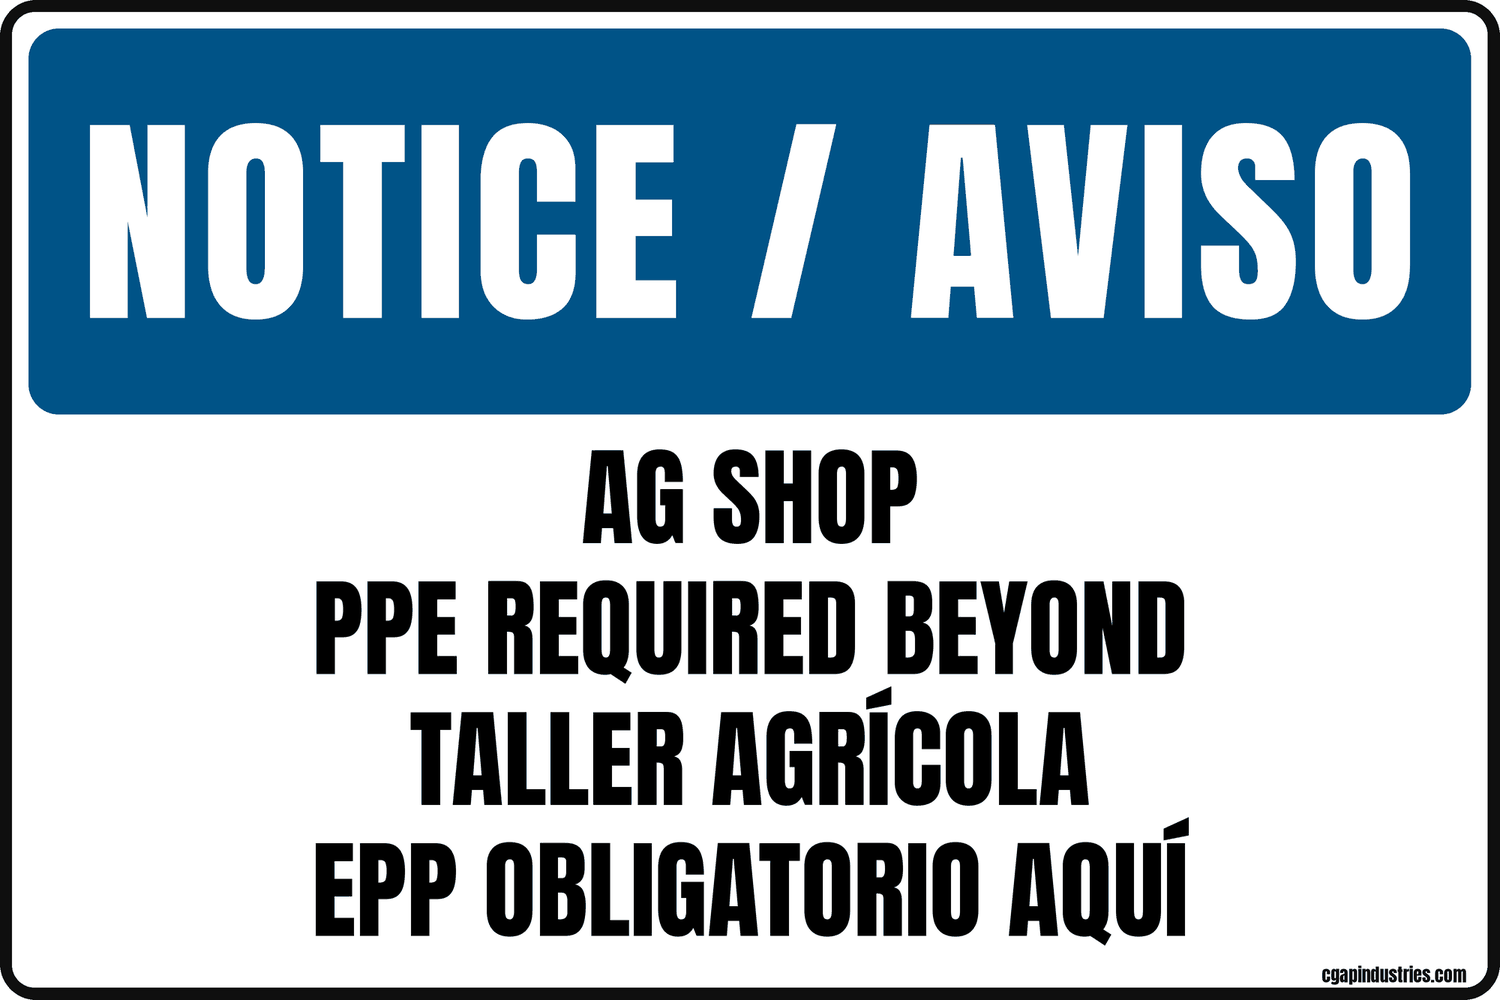 NOTICE / AVISO
AG SHOP
PPE REQUIRED BEYOND
TALLER AGRÍCOLA
EPP OBLIGATORIO AQUÍ
cgapindustries.com